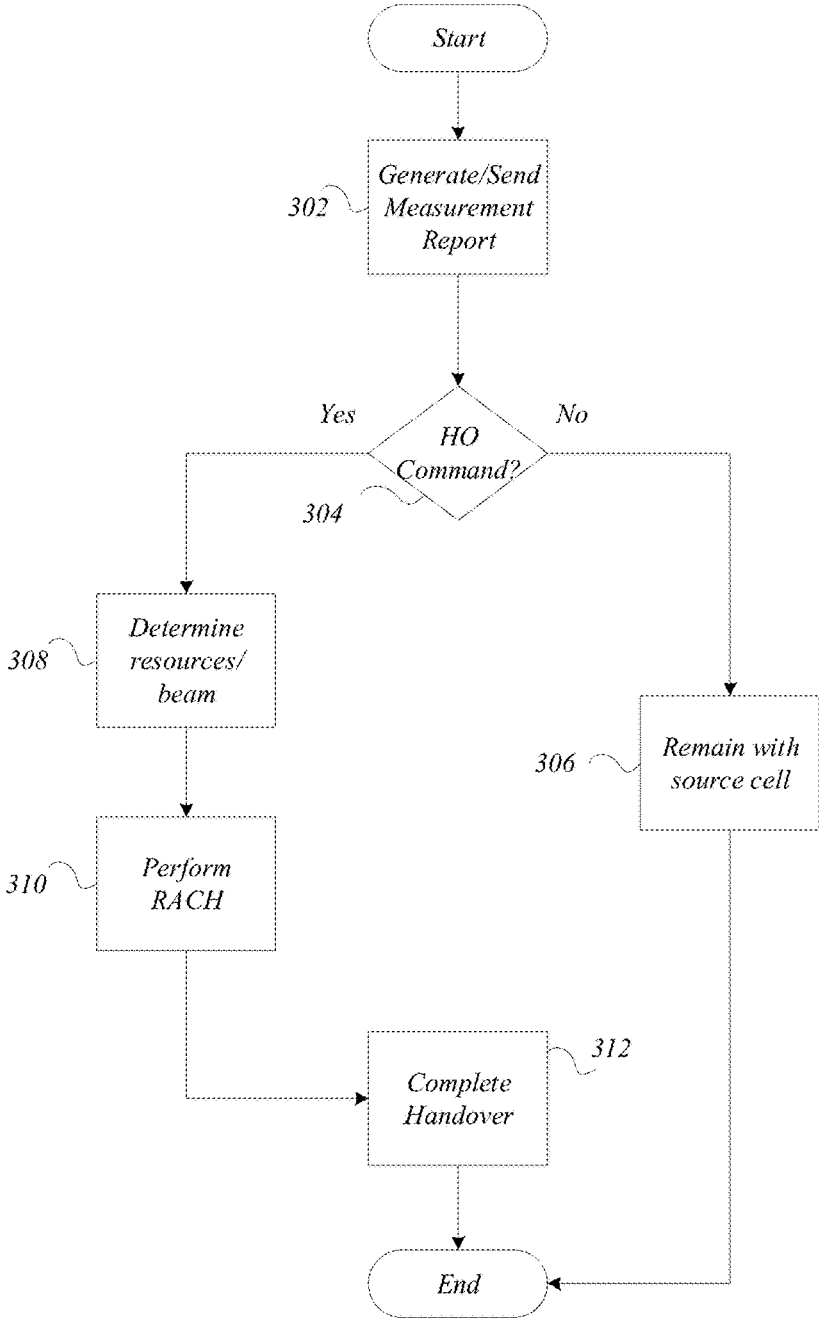 Start
302
Generate/Send
Measurement
Report
Yes
No
HO
Command?
304
308
Determine
resources/
beam
306
Remain with
source cell
310
Perform
RACH
312
Complete
Handover
End